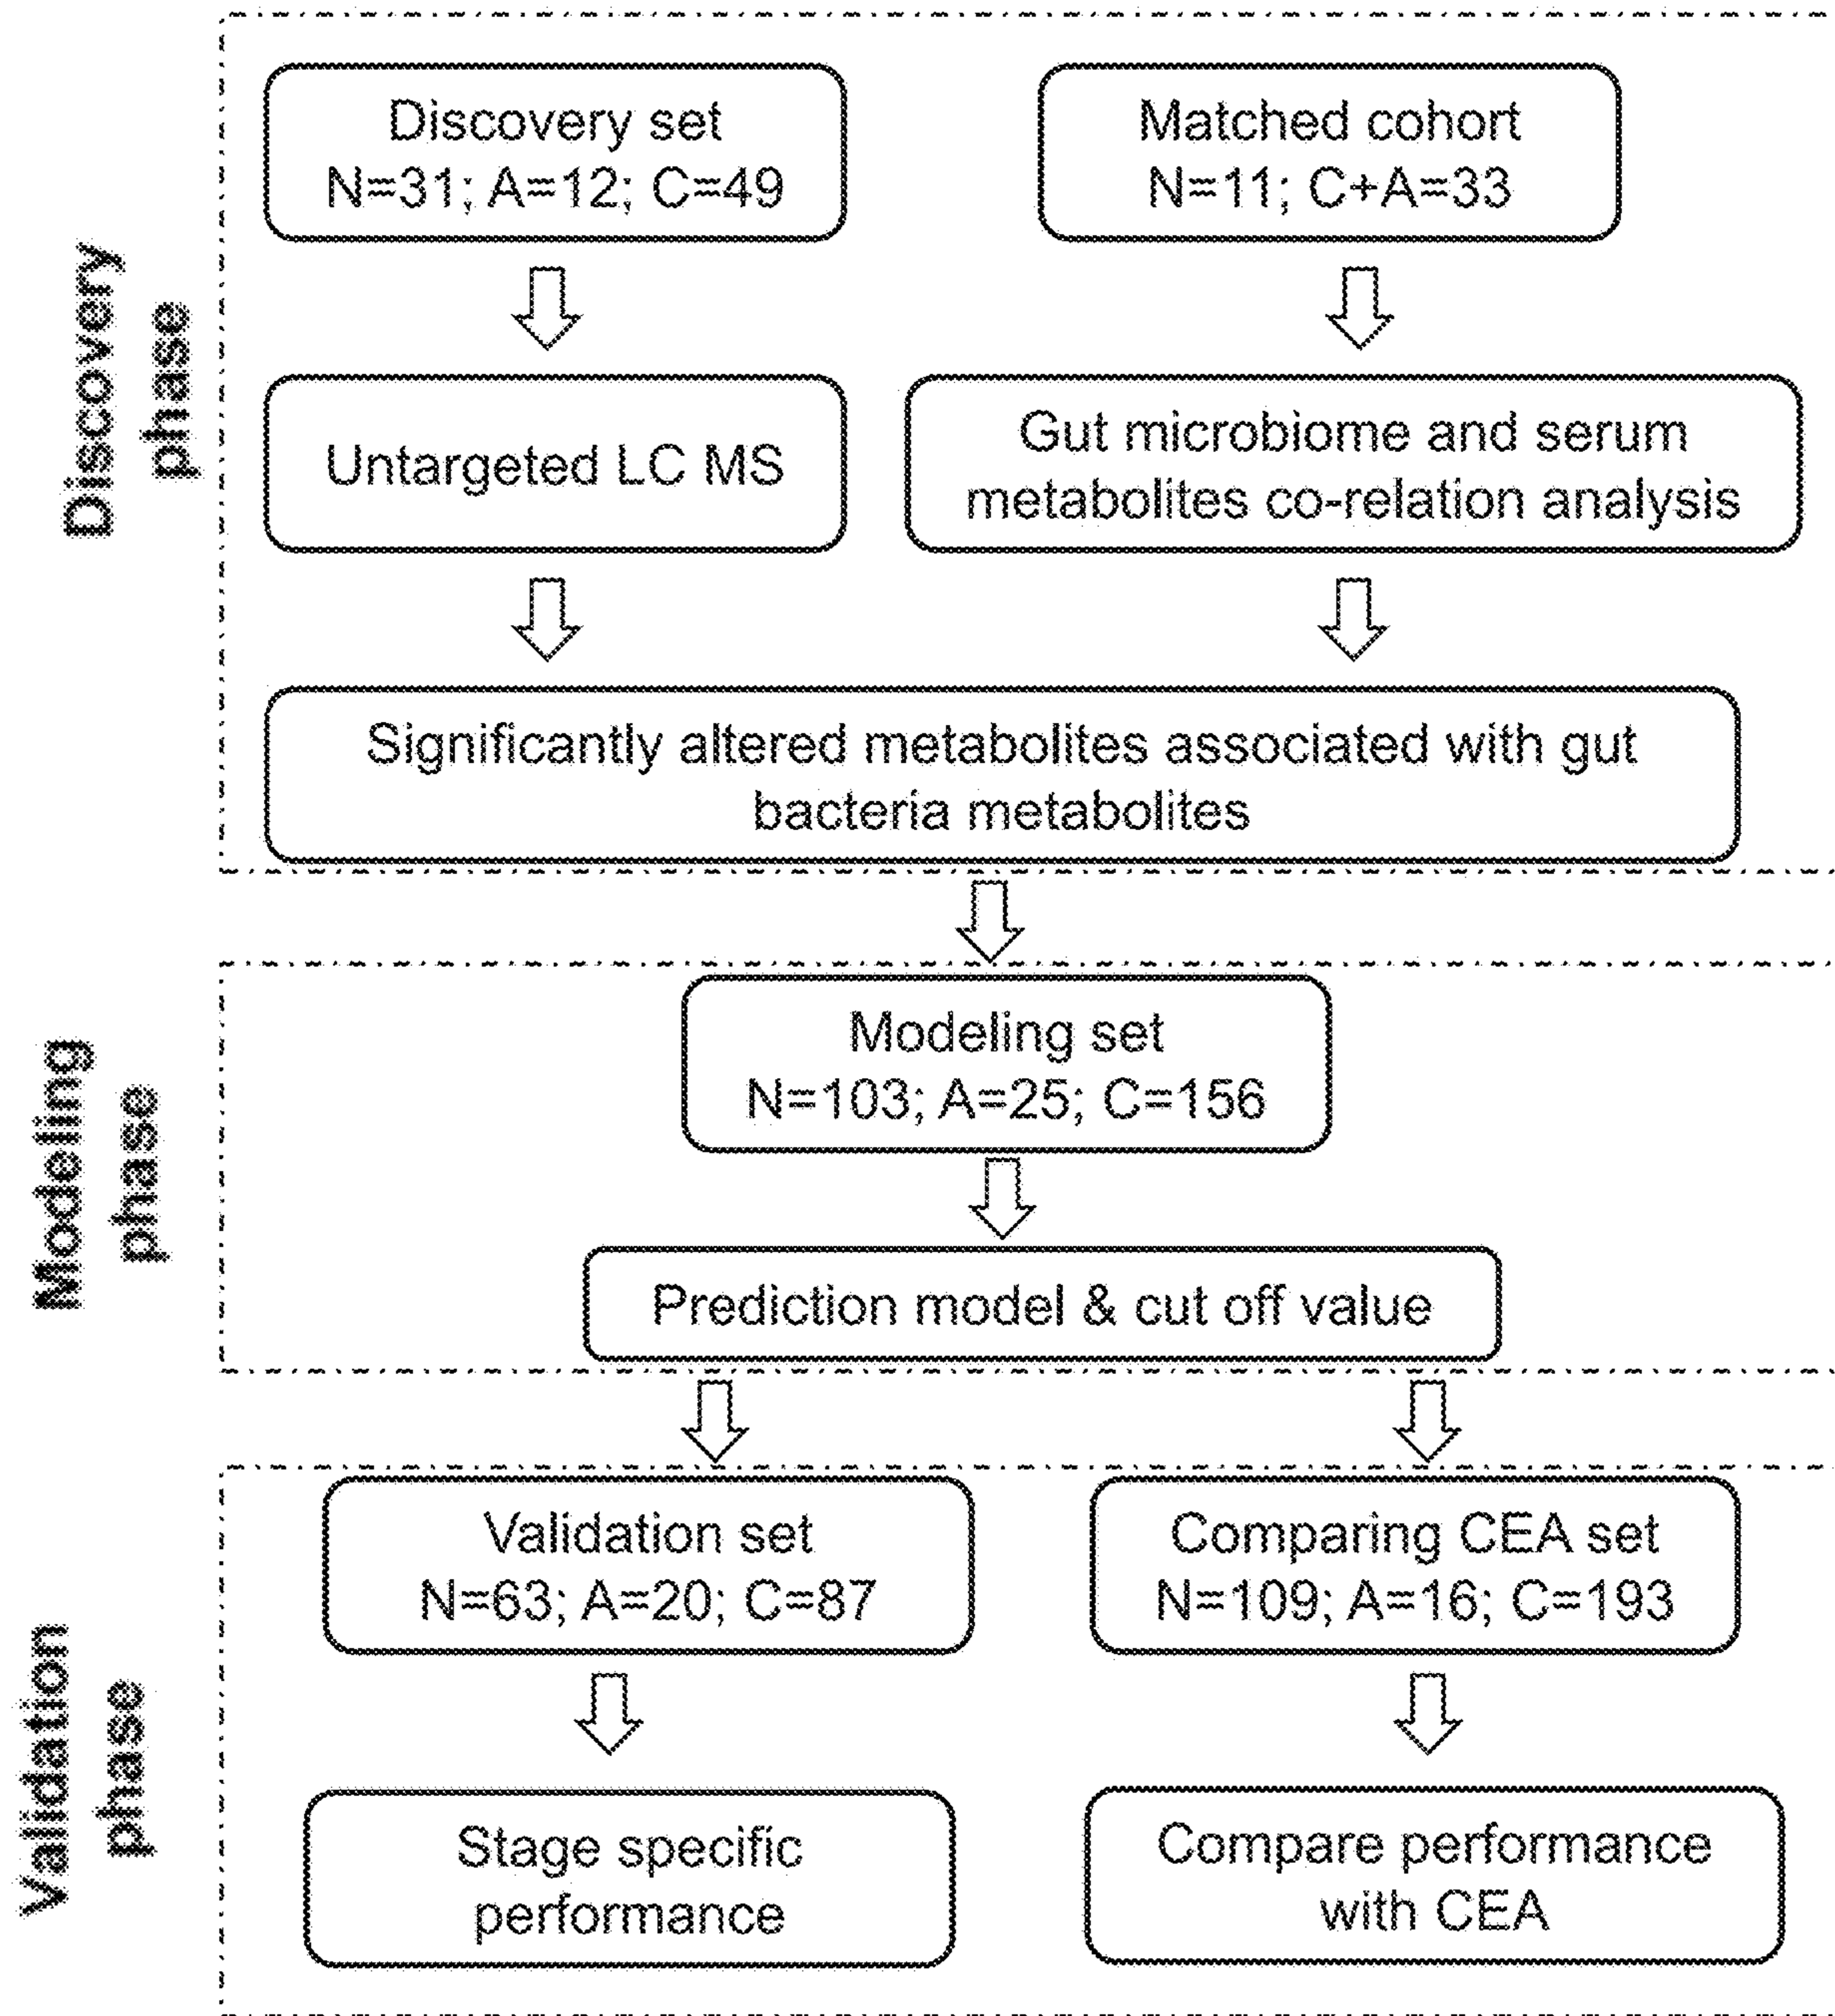 Discovery
phase
Discovery set
N=31; A=12; C=49
Matched cohort
N=11; C+A=33
Untargeted LC MS
Gut microbiome and serum
metabolites co-relation analysis
Significantly altered metabolites associated with gut
bacteria metabolites
Modeling
phase
Modeling set
N=103; A=25; C=156
Prediction model & cut off value
Validation
phase
Validation set
N=63; A=20; C=87
Comparing CEA set
N=109; A=16; C=193
Stage specific
performance
Compare performance
with CEA